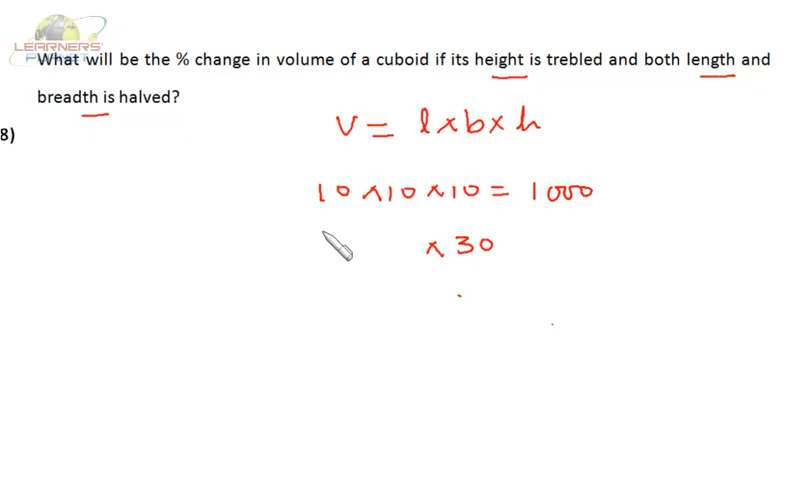 LEARNERS'
PLANET
What will be the % change in volume of a cuboid if its height is trebled and both length and
breadth is halved?
8)
V = l × b × h
10 × 10 × 10 = 1000
× 30